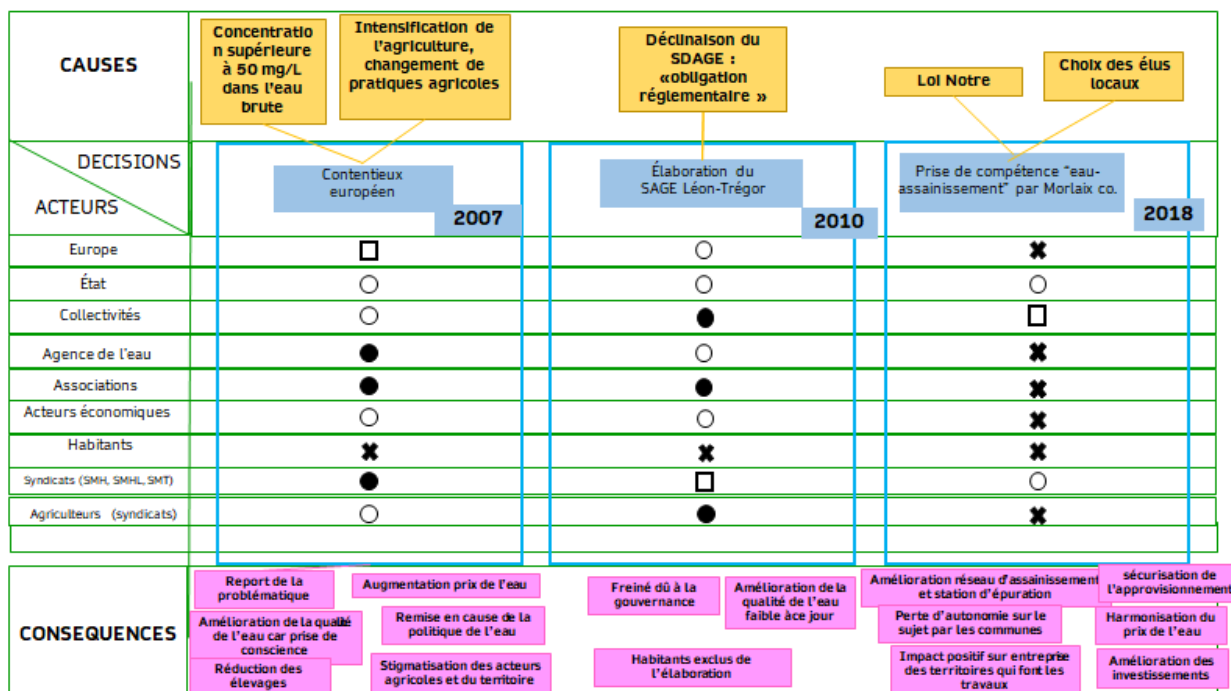 CAUSES
Concentratio
n supérieure
à 50 mg/L
dans l'eau
brute
Intensification de
l'agriculture,
changement de
pratiques agricoles
Déclinaison du
SDAGE :
«obligation
réglementaire »
Loi Notre
Choix des élus
locaux
DECISIONS
ACTEURS
Contentieux
européen
2007
Élaboration du
SAGE Léon-Trégor
2010
Prise de compétence "eau-
assainissement" par Morlaix co.
2018
Europe
État
Collectivités
Agence de l'eau
Associations
Acteurs économiques
Habitants
Syndicats (SMH, SMHL, SMT)
Agriculteurs (syndicats)
CONSEQUENCES
Report de la
problématique
Augmentation prix de l'eau
Amélioration de la qualité
de l'eau car prise de
conscience
Remise en cause de la
politique de l'eau
Réduction des
élevages
Stigmatisation des acteurs
agricoles et du territoire
Freiné dû à la
gouvernance
Amélioration de la
qualité de l'eau
faible àce jour
Habitants exclus de
l'élaboration
Amélioration réseau d'assainissement
et station d'épuration
sécurisation de
l'approvisionnement
Perte d'autonomie sur le
sujet par les communes
Harmonisation du
prix de l'eau
Impact positif sur entreprise
des territoires qui font les
travaux
Amélioration des
investissements